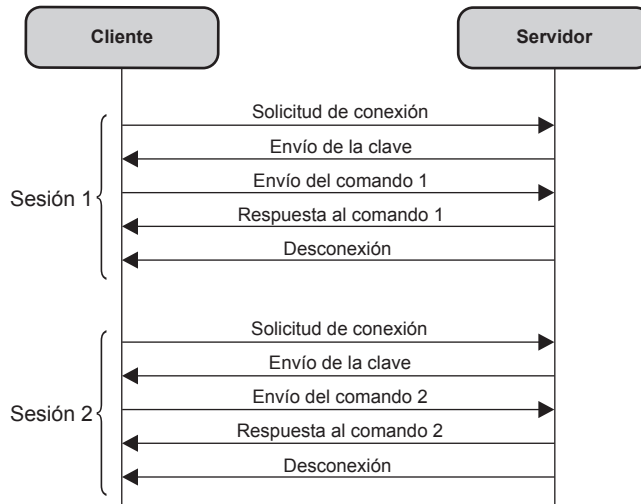 Cliente
Servidor
Sesión 1
Solicitud de conexión
Envío de la clave
Envío del comando 1
Respuesta al comando 1
Desconexión
Sesión 2
Solicitud de conexión
Envío de la clave
Envío del comando 2
Respuesta al comando 2
Desconexión